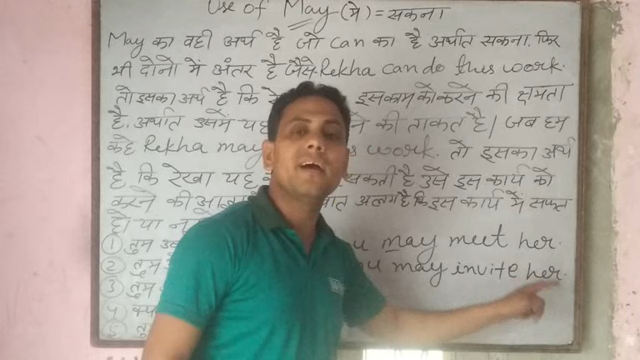 Use of May (मे) = सकना
May का वही अर्थ है जो can का है अर्थात सकना. फिर
भी दोनो में अंतर है जैसे-Rekha can do this work.
तो इसका अर्थ है कि इसकाम को करने की क्षमता
है. अर्थात इसमें यह की ताकत है। जब हम
कहे Rekha may work. तो इसका अर्थ
है कि रेखा यह सकती है उसे इस कार्य को
करने की अलग है कि इस कार्य में सफल
हो या
① तुम may meet her.
② तुम may invite her.
③ तुम
4
5